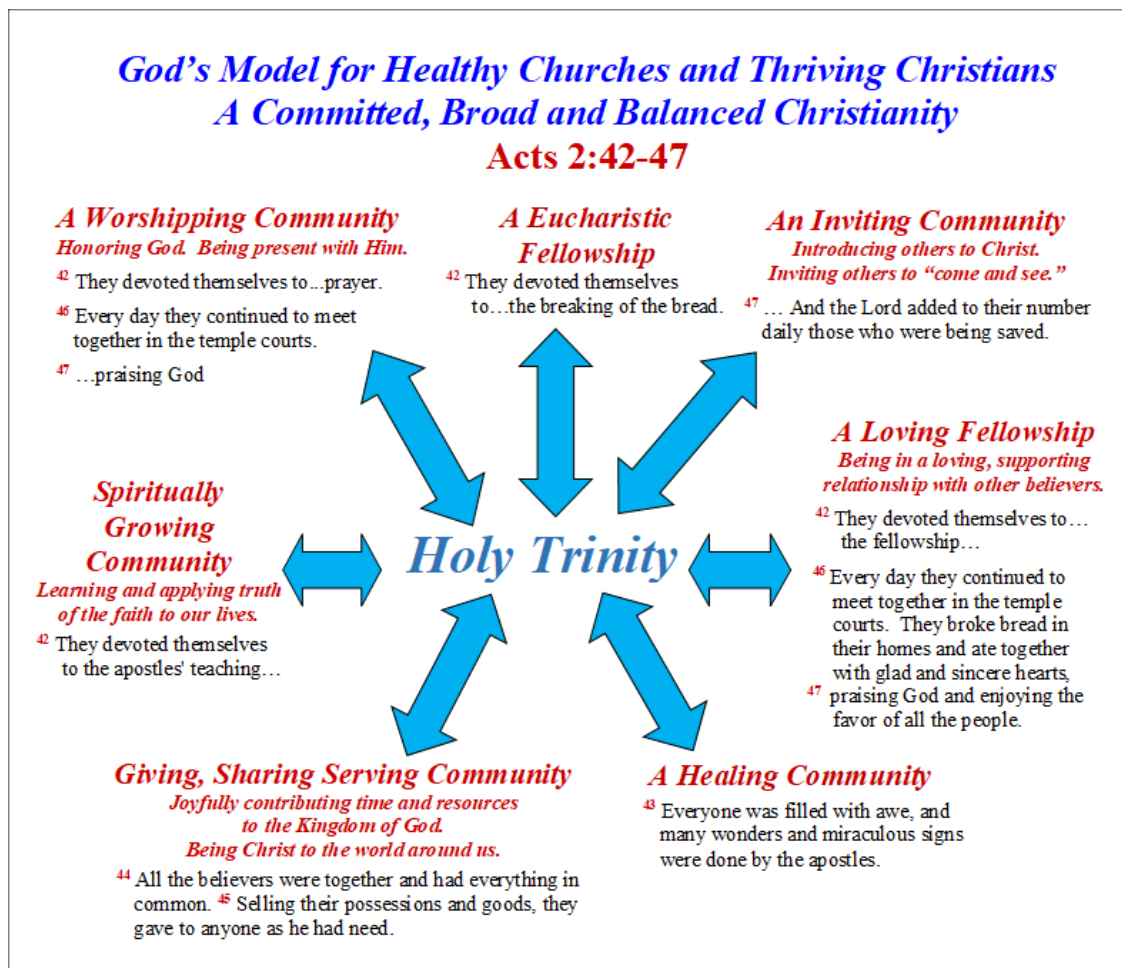 God's Model for Healthy Churches and Thriving Christians
A Committed, Broad and Balanced Christianity
Acts 2:42-47
A Worshipping Community
Honoring God. Being present with Him.
42 They devoted themselves to...prayer.
46 Every day they continued to meet
together in the temple courts.
47 …praising God
A Eucharistic
Fellowship
42 They devoted themselves
to…the breaking of the bread.
An Inviting Community
Introducing others to Christ.
Inviting others to “come and see.”
47 … And the Lord added to their number
daily those who were being saved.
A Loving Fellowship
Being in a loving, supporting
relationship with other believers.
42 They devoted themselves to…
the fellowship…
46 Every day they continued to
meet together in the temple
courts. They broke bread in
their homes and ate together
with glad and sincere hearts,
47 praising God and enjoying the
favor of all the people.
Spiritually
Growing
Community
Learning and applying truth
of the faith to our lives.
42 They devoted themselves
to the apostles' teaching…
Holy Trinity
Giving, Sharing Serving Community
Joyfully contributing time and resources
to the Kingdom of God.
Being Christ to the world around us.
44 All the believers were together and had everything in
common. 45 Selling their possessions and goods, they
gave to anyone as he had need.
A Healing Community
43 Everyone was filled with awe, and
many wonders and miraculous signs
were done by the apostles.